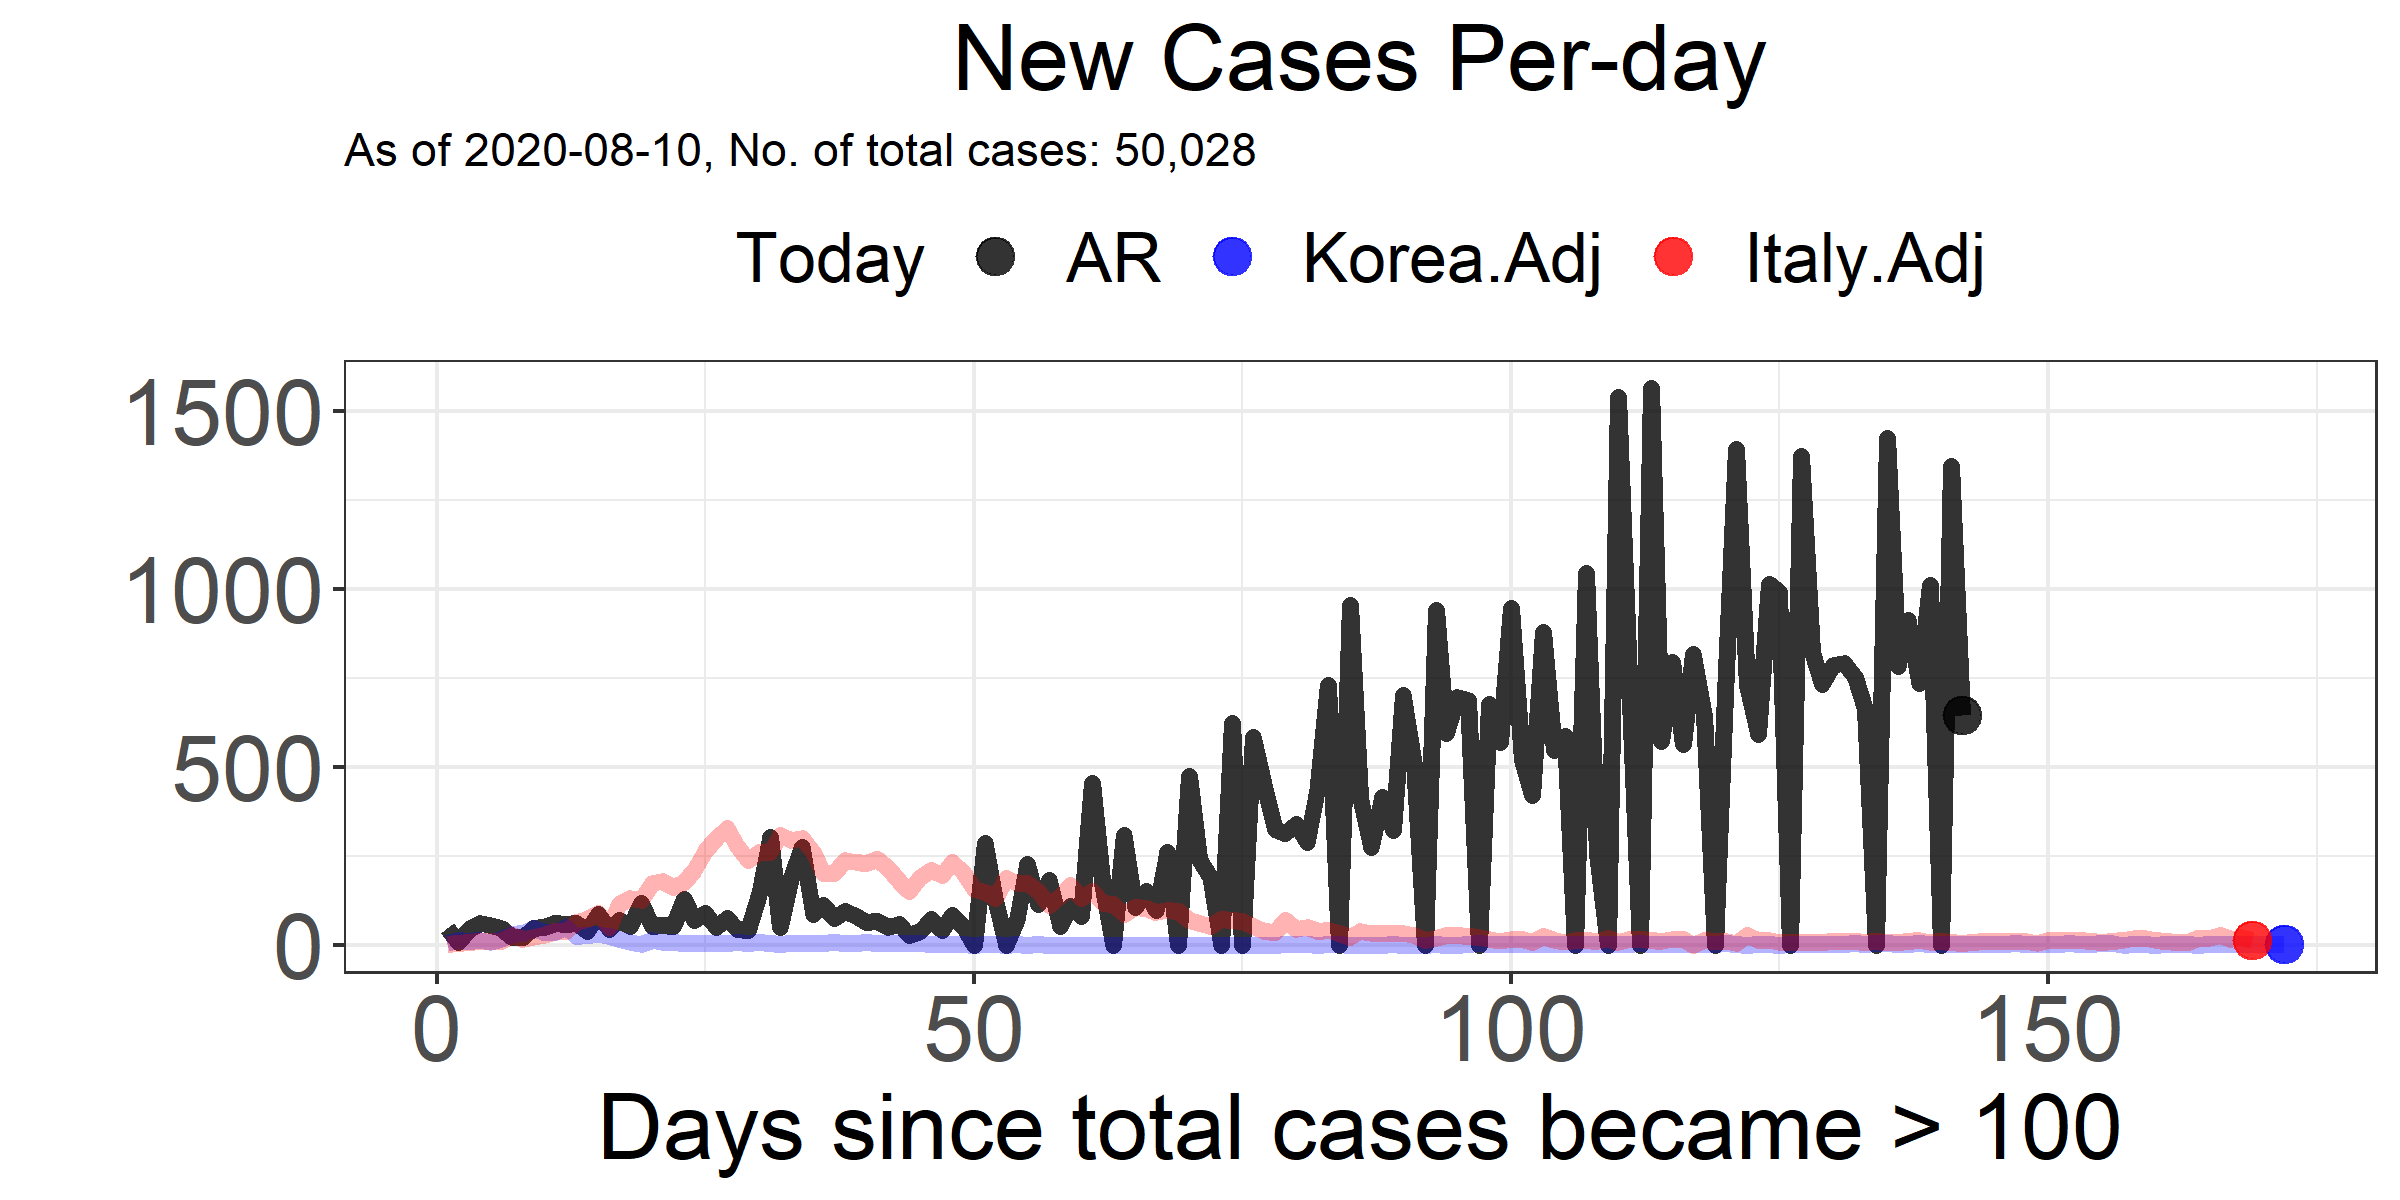 New Cases Per-day
As of 2020-08-10, No. of total cases: 50,028
Today AR Korea.Adj Italy.Adj
1500
1000
500
0
0 50 100 150
Days since total cases became > 100